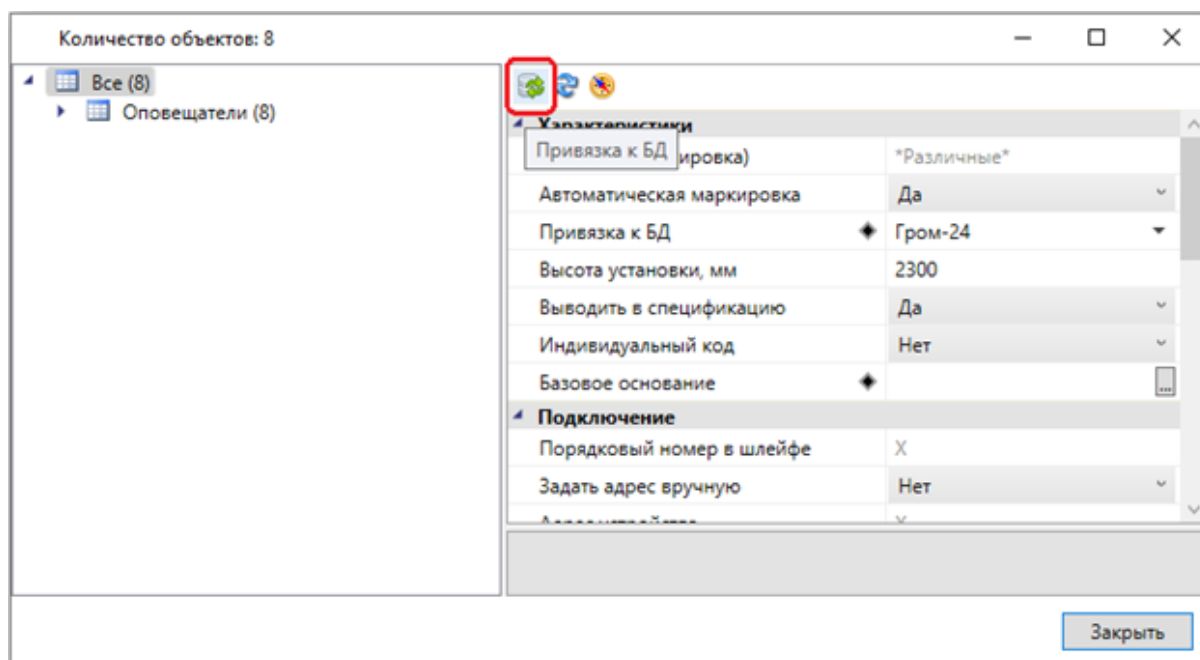 Количество объектов: 8
Все (8)
Оповещатели (8)
Характеристики
Привязка к БД
ировка) *Различные*
Автоматическая маркировка Да
Привязка к БД Гром-24
Высота установки, мм 2300
Выводить в спецификацию Да
Индивидуальный код Нет
Базовое основание ...
Подключение
Порядковый номер в шлейфе X
Задать адрес вручную Нет
Адрес устройства X
Закрыть